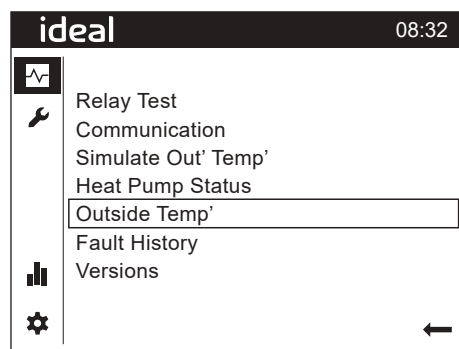 ideal 08:32
Relay Test
Communication
Simulate Out' Temp'
Heat Pump Status
Outside Temp'
Fault History
Versions